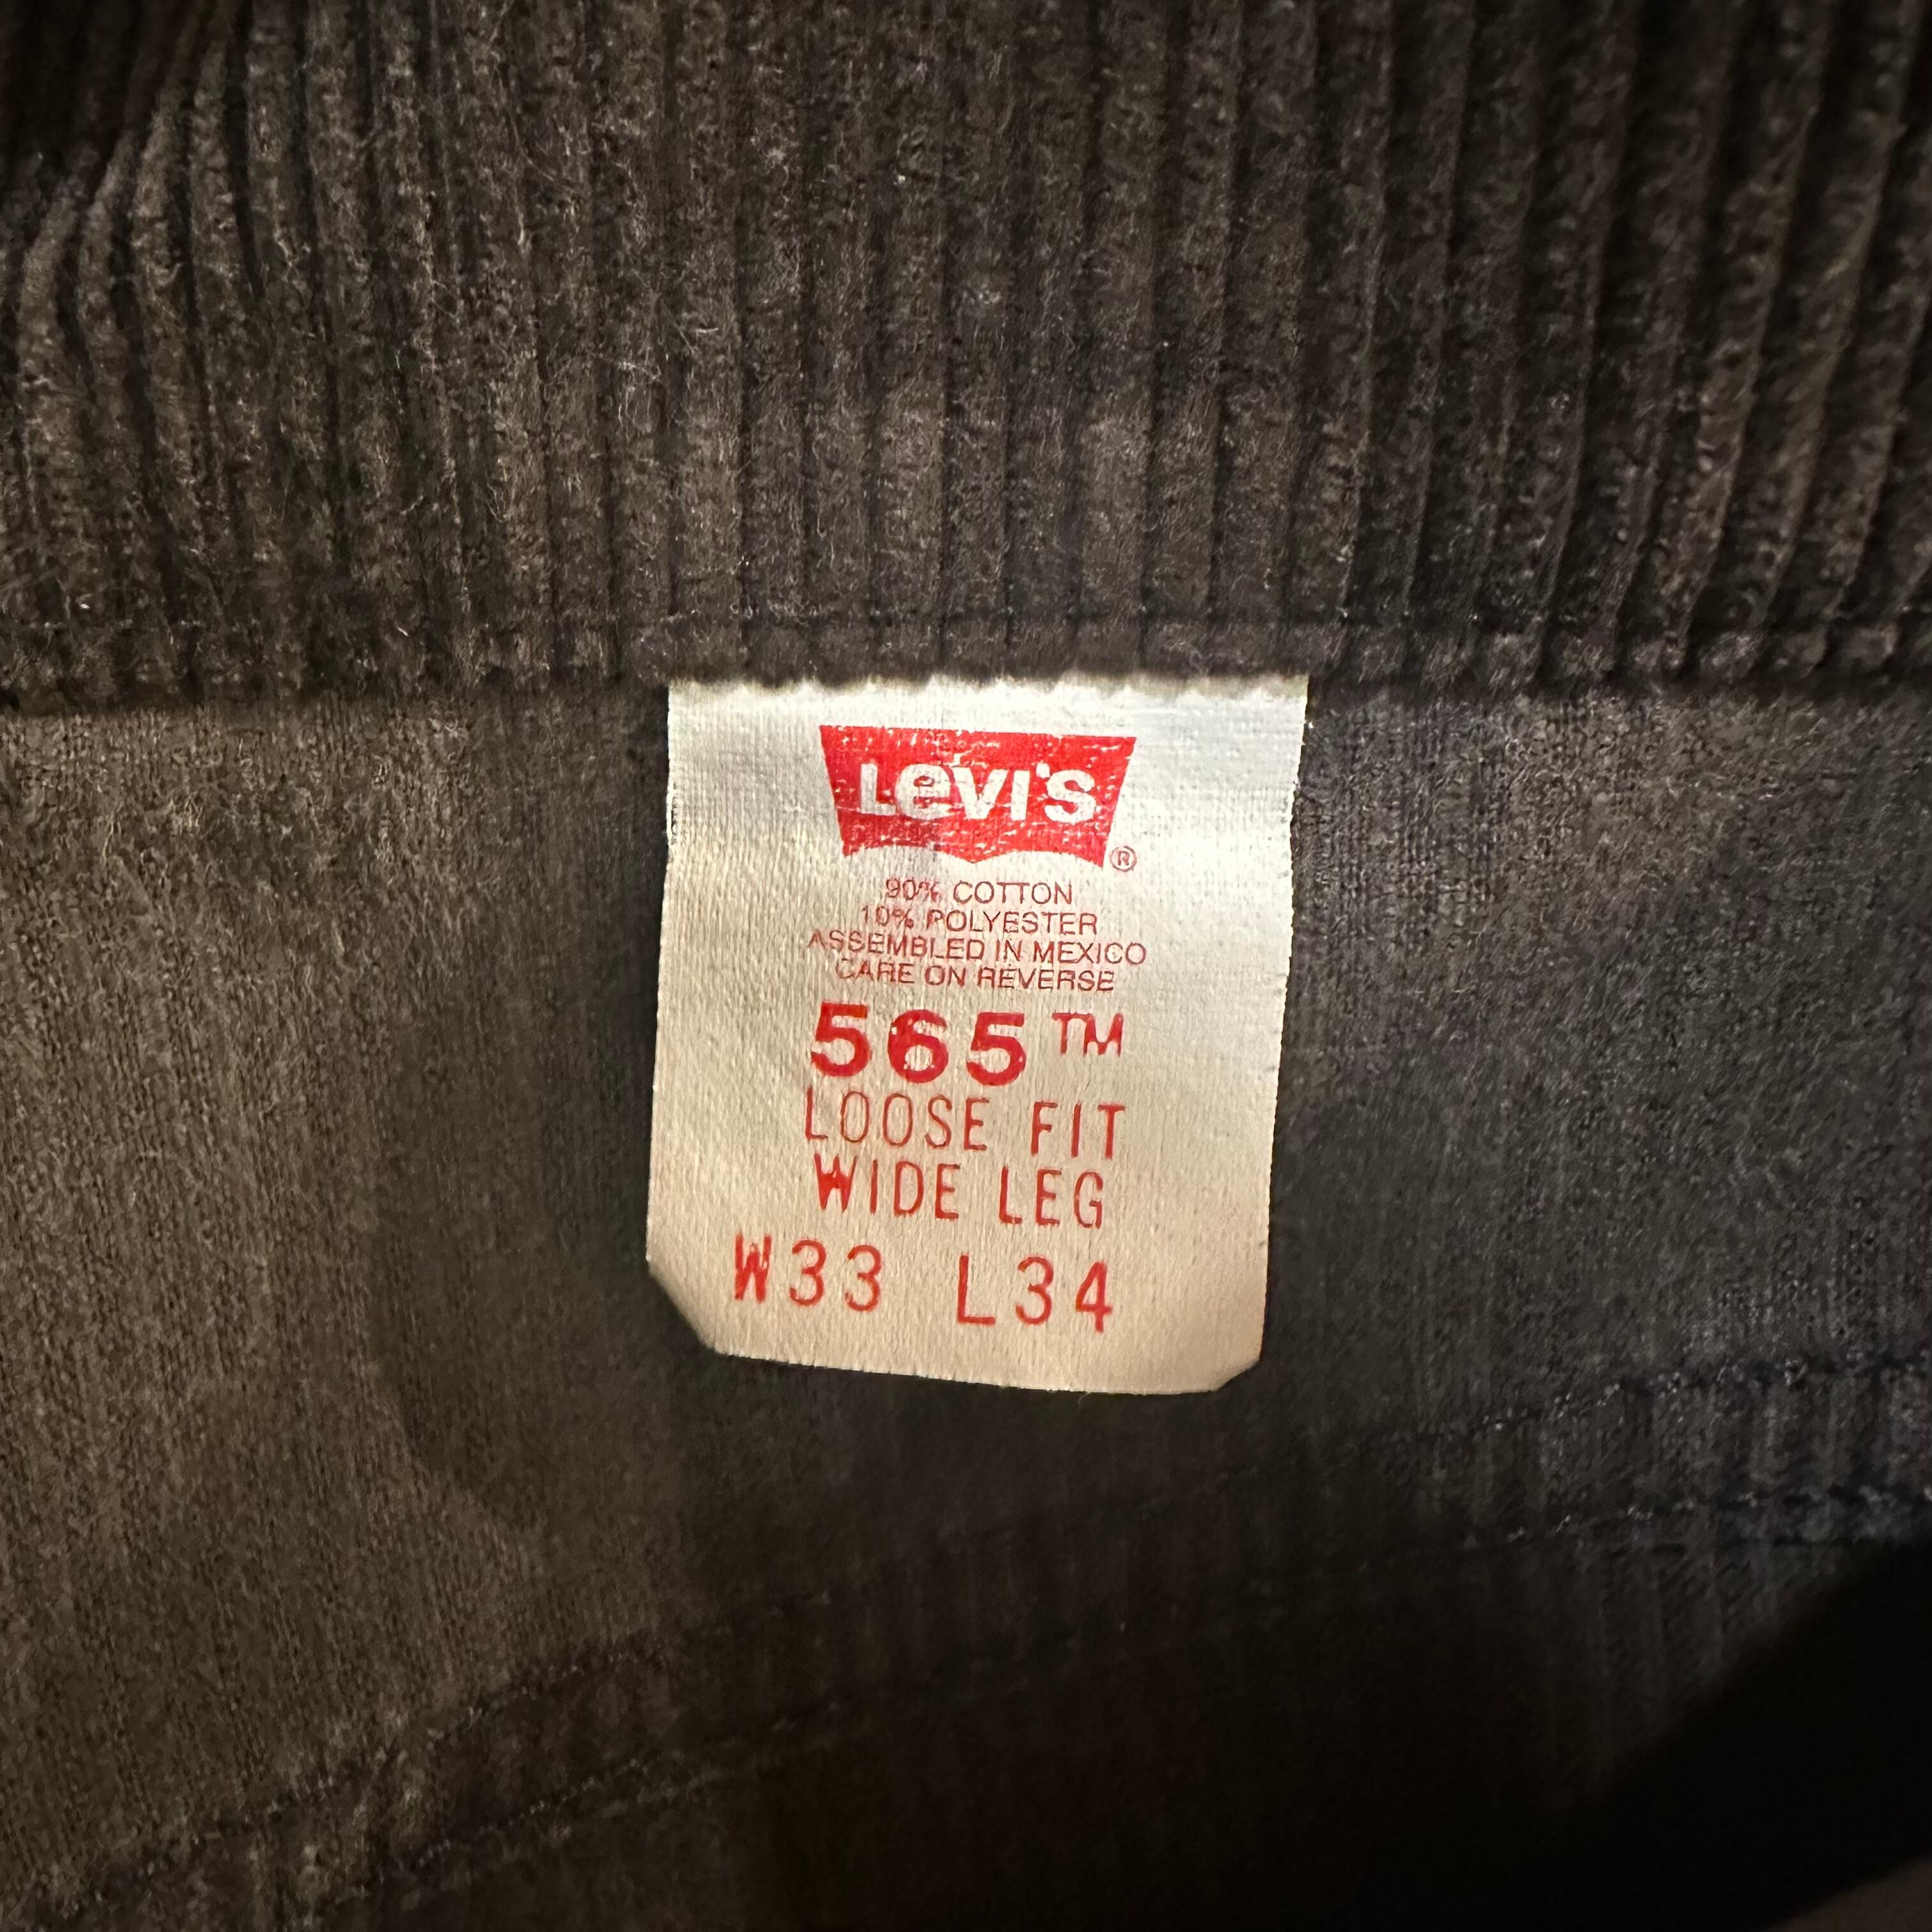 Levi's ®
90% COTTON
10% POLYESTER
ASSEMBLED IN MEXICO
CARE ON REVERSE
565™
LOOSE FIT
WIDE LEG
W33 L34